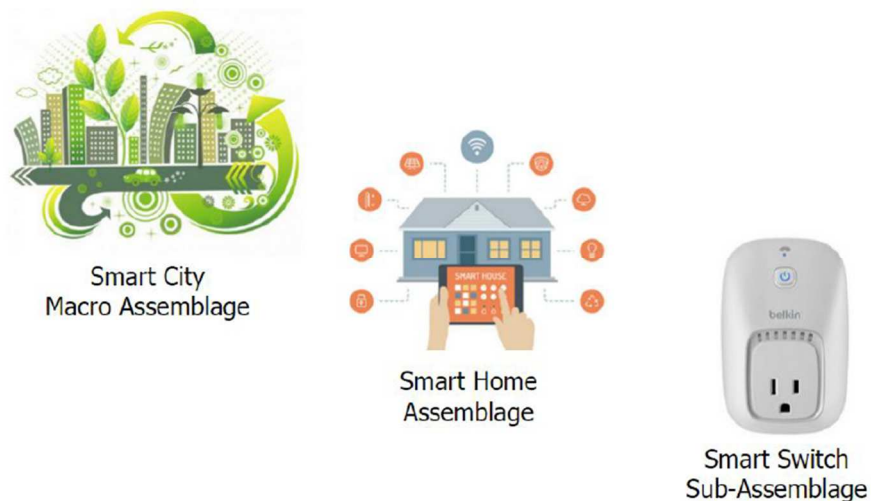 Smart City
Macro Assemblage
SMART HOUSE
Smart Home
Assemblage
belkin
Smart Switch
Sub-Assemblage